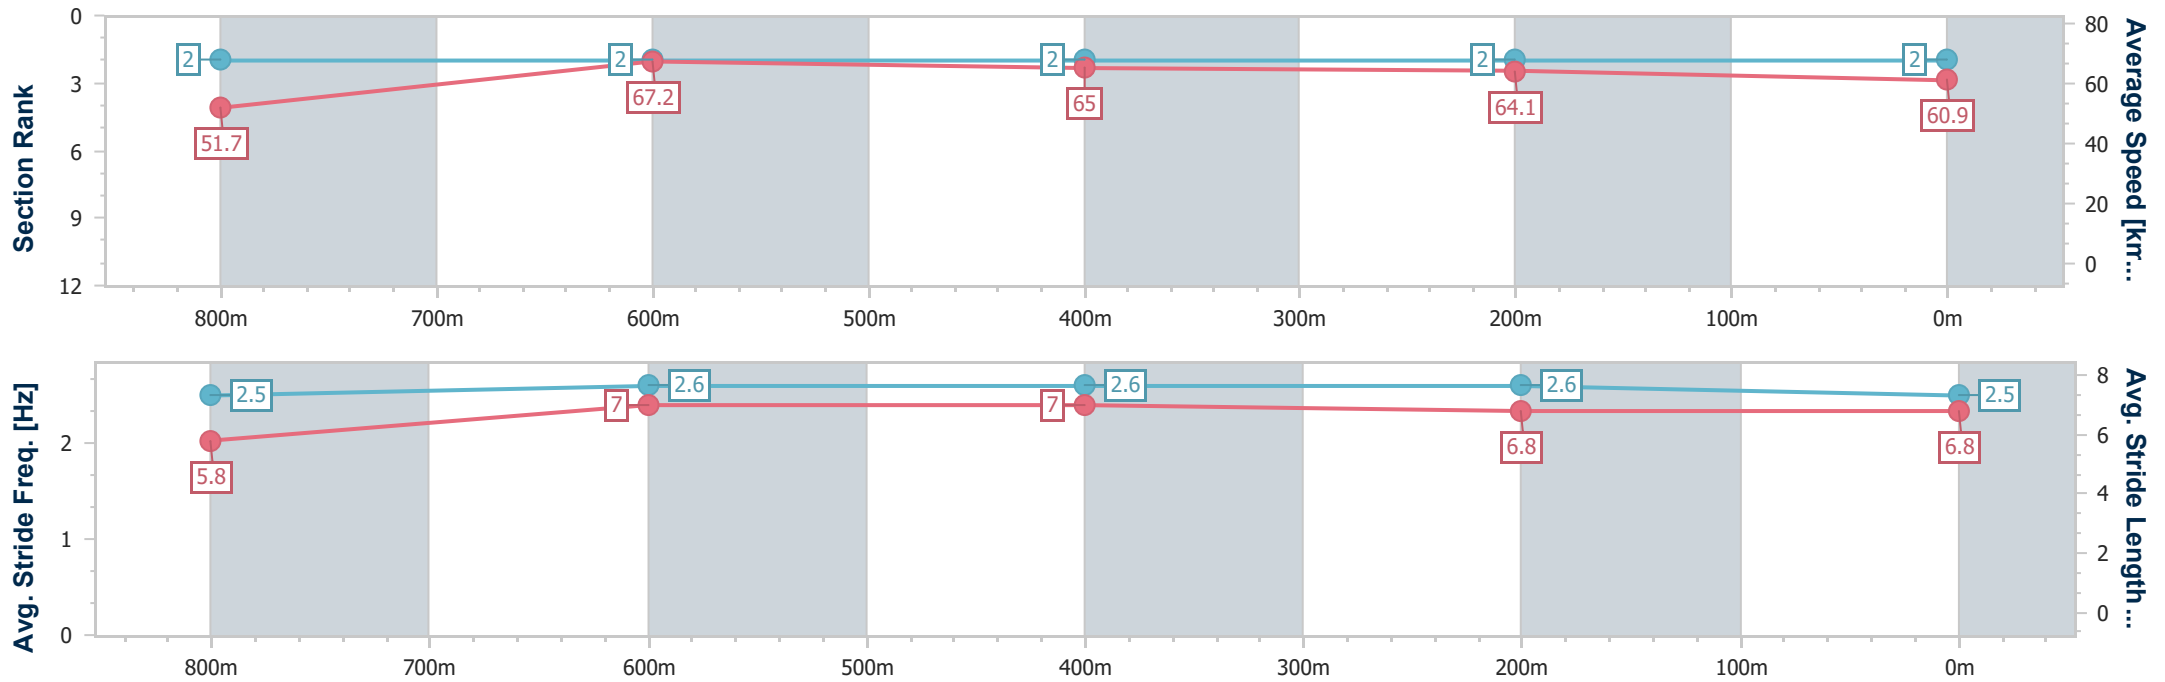 Section Rank
0
3
6
9
12
2
2
2
2
2
51.7
67.2
65
64.1
60.9
80
60
40
20
0
Average Speed [km...
800m
700m
600m
500m
400m
300m
200m
100m
0m
Avg. Stride Freq. [Hz]
2
1
0
2.5
2.6
2.6
2.6
2.5
5.8
7
7
6.8
6.8
8
6
4
2
0
Avg. Stride Length ...
800m
700m
600m
500m
400m
300m
200m
100m
0m